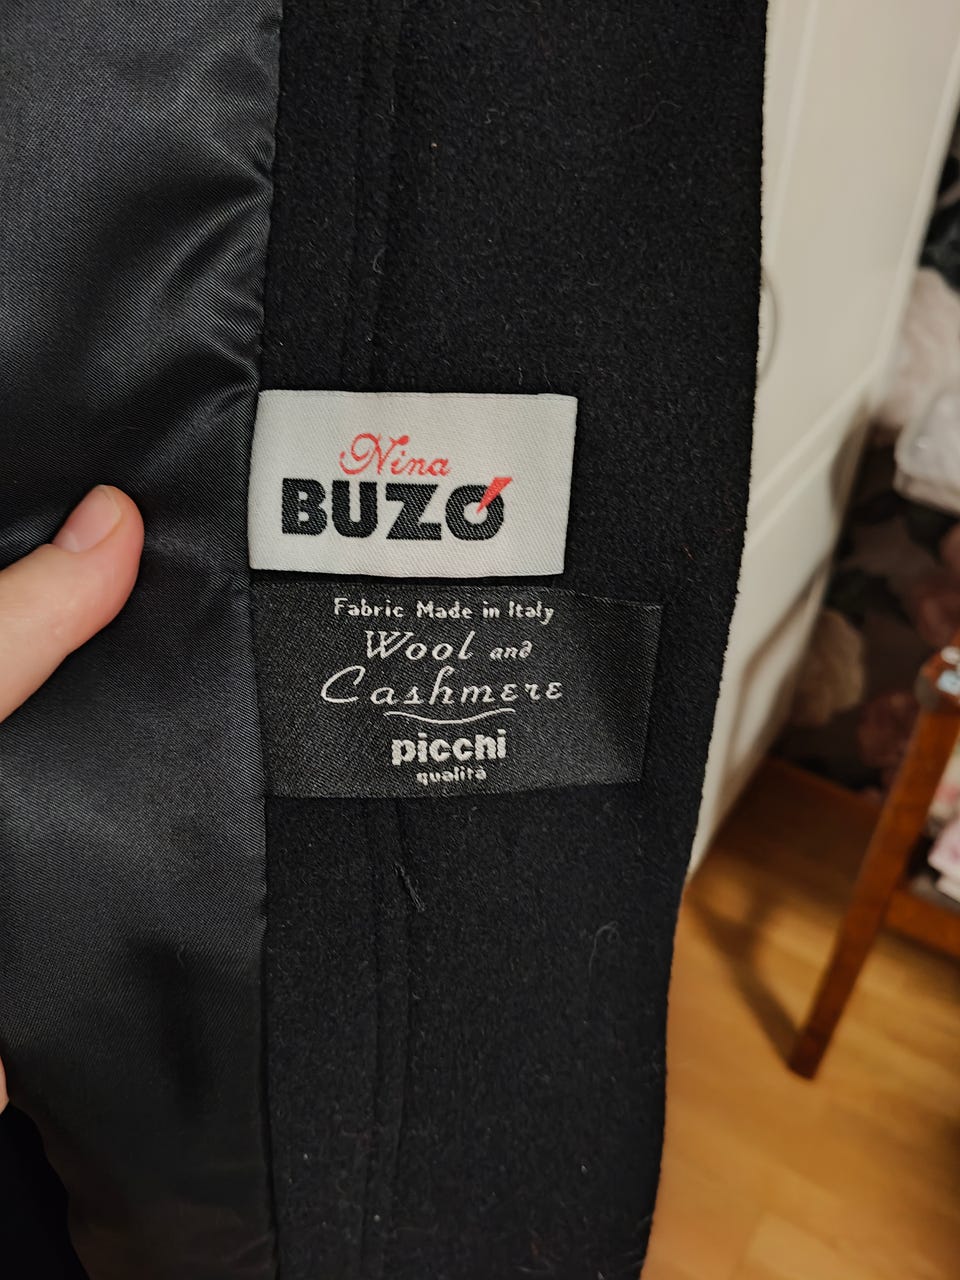 Nina
BUZÓ
Fabric Made in Italy
Wool and
Cashmere
picchi
qualità